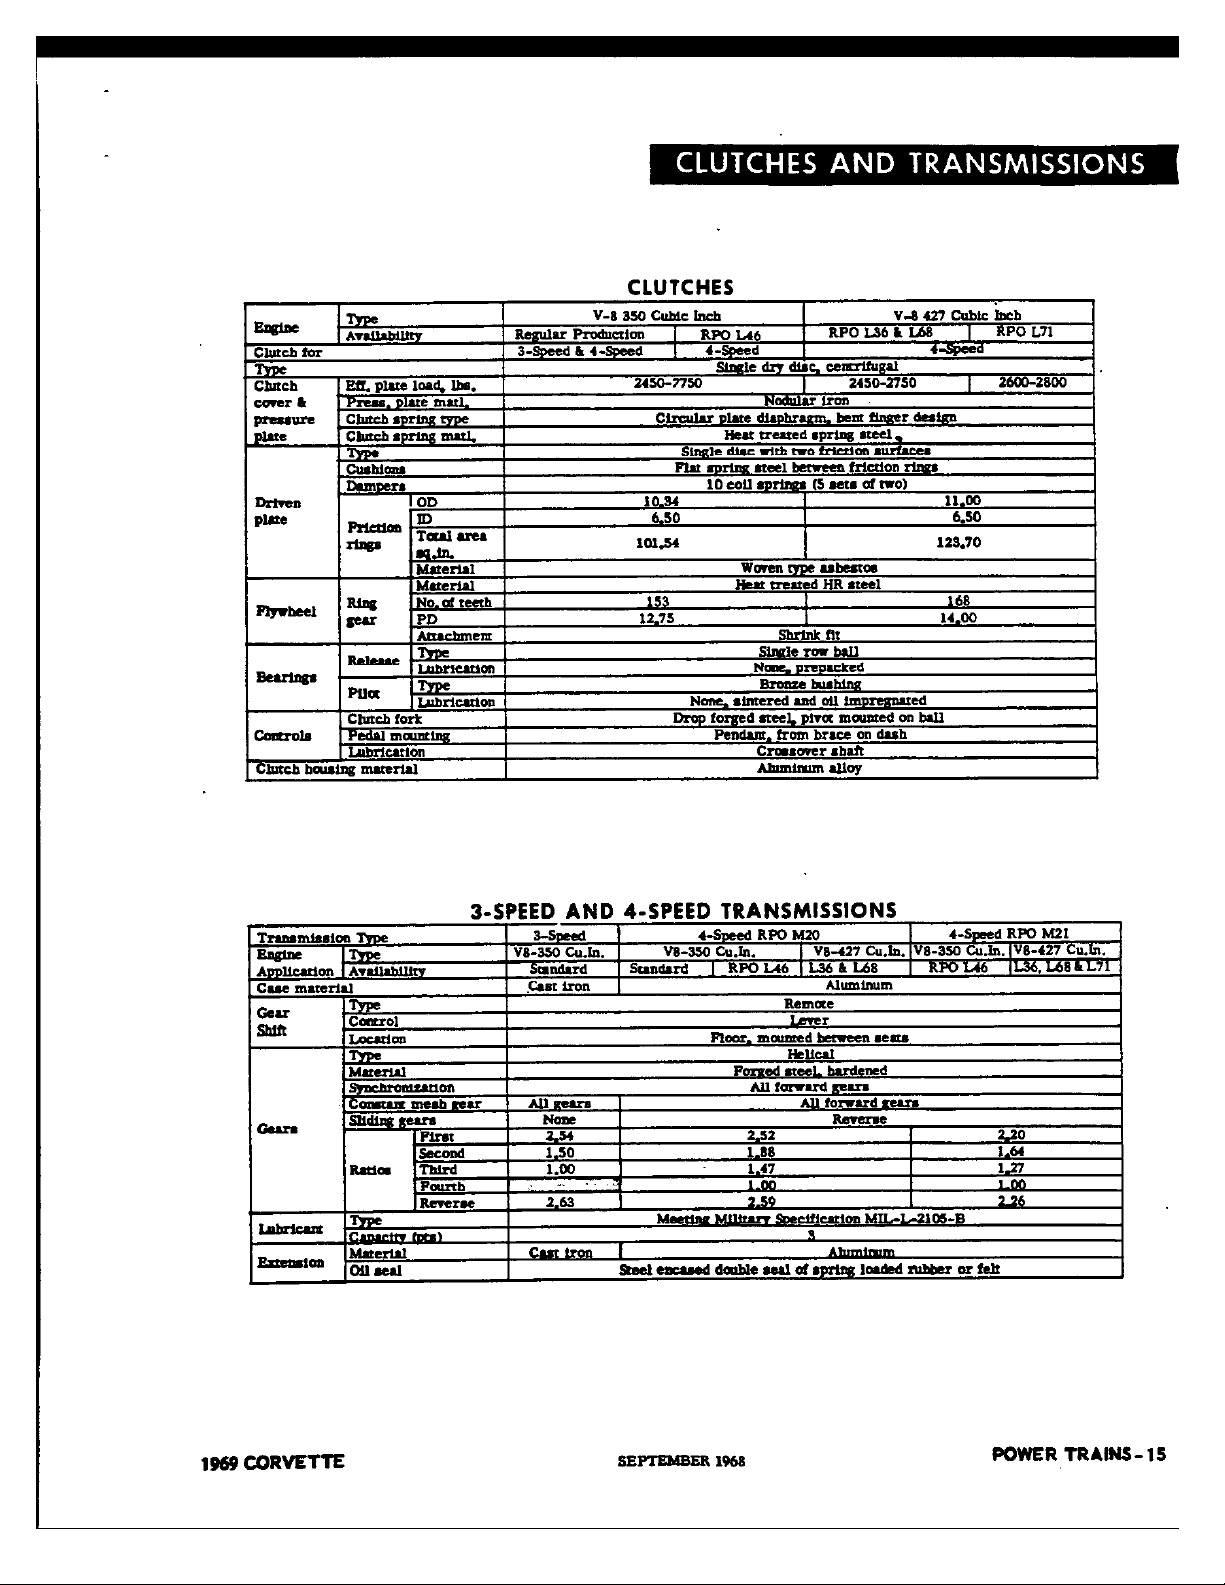 CLUTCHES AND TRANSMISSIONS
CLUTCHES
Engine Type V-8 350 Cubic Inch V-8 427 Cubic Inch
Availability Regular Production RPO L46 RPO L36 & L68 RPO L71
Clutch for 3-Speed & 4-Speed 4-Speed 4-Speed
Type Single dry disc, centrifugal
Clutch cover & pressure plate Eff. plate load, lbs. 2450-7750 2450-2750 2600-2800
Press. plate matl. Nodular iron
Clutch spring type Circular plate diaphragm, bent finger design
Clutch spring matl. Heat treated spring steel
Driven plate Type Single disc with two friction surfaces
Cushions Flat spring steel between friction rings
Dampers 10 coil springs (5 sets of two)
Friction rings OD 10.34 11.00
ID 6.50 6.50
Total area sq.in. 101.54 123.70
Material Woven type asbestos
Flywheel Ring gear Material Heat treated HR steel
No. of teeth 153 168
PD 12.75 14.00
Attachment Shrink fit
Bearings Release Type Single row ball
Lubrication None, prepacked
Pilot Type Bronze bushing
Lubrication None, sintered and oil impregnated
Controls Clutch fork Drop forged steel, pivot mounted on ball
Pedal mounting Pendant, from brace on dash
Lubrication Crossover shaft
Clutch housing material Aluminum alloy
3-SPEED AND 4-SPEED TRANSMISSIONS
Transmission Type 3-Speed 4-Speed RPO M20 4-Speed RPO M21
Engine Application Type V8-350 Cu.In. V8-350 Cu.In. V8-427 Cu.In. V8-350 Cu.In. V8-427 Cu.In.
Availability Standard Standard RPO L46 L36 & L68 RPO L46 L36, L68 & L71
Case material Cast iron Aluminum
Gear Shift Type Remote
Control Lever
Location Floor, mounted between seats
Gears Type Helical
Material Forged steel, hardened
Synchronization All forward gears
Constant mesh gear All gears All forward gears
Sliding gears None Reverse
Ratios First 2.54 2.52 2.20
Second 1.50 1.88 1.64
Third 1.00 1.47 1.27
Fourth 1.00 1.00
Reverse 2.63 2.59 2.26
Lubricant Type Meeting Military Specification MIL-L-2105-B
Capacity (pts) 3
Extension Material Cast iron Aluminum
Oil seal Steel encased double seal of spring loaded rubber or felt
1969 CORVETTE SEPTEMBER 1968 POWER TRAINS-15